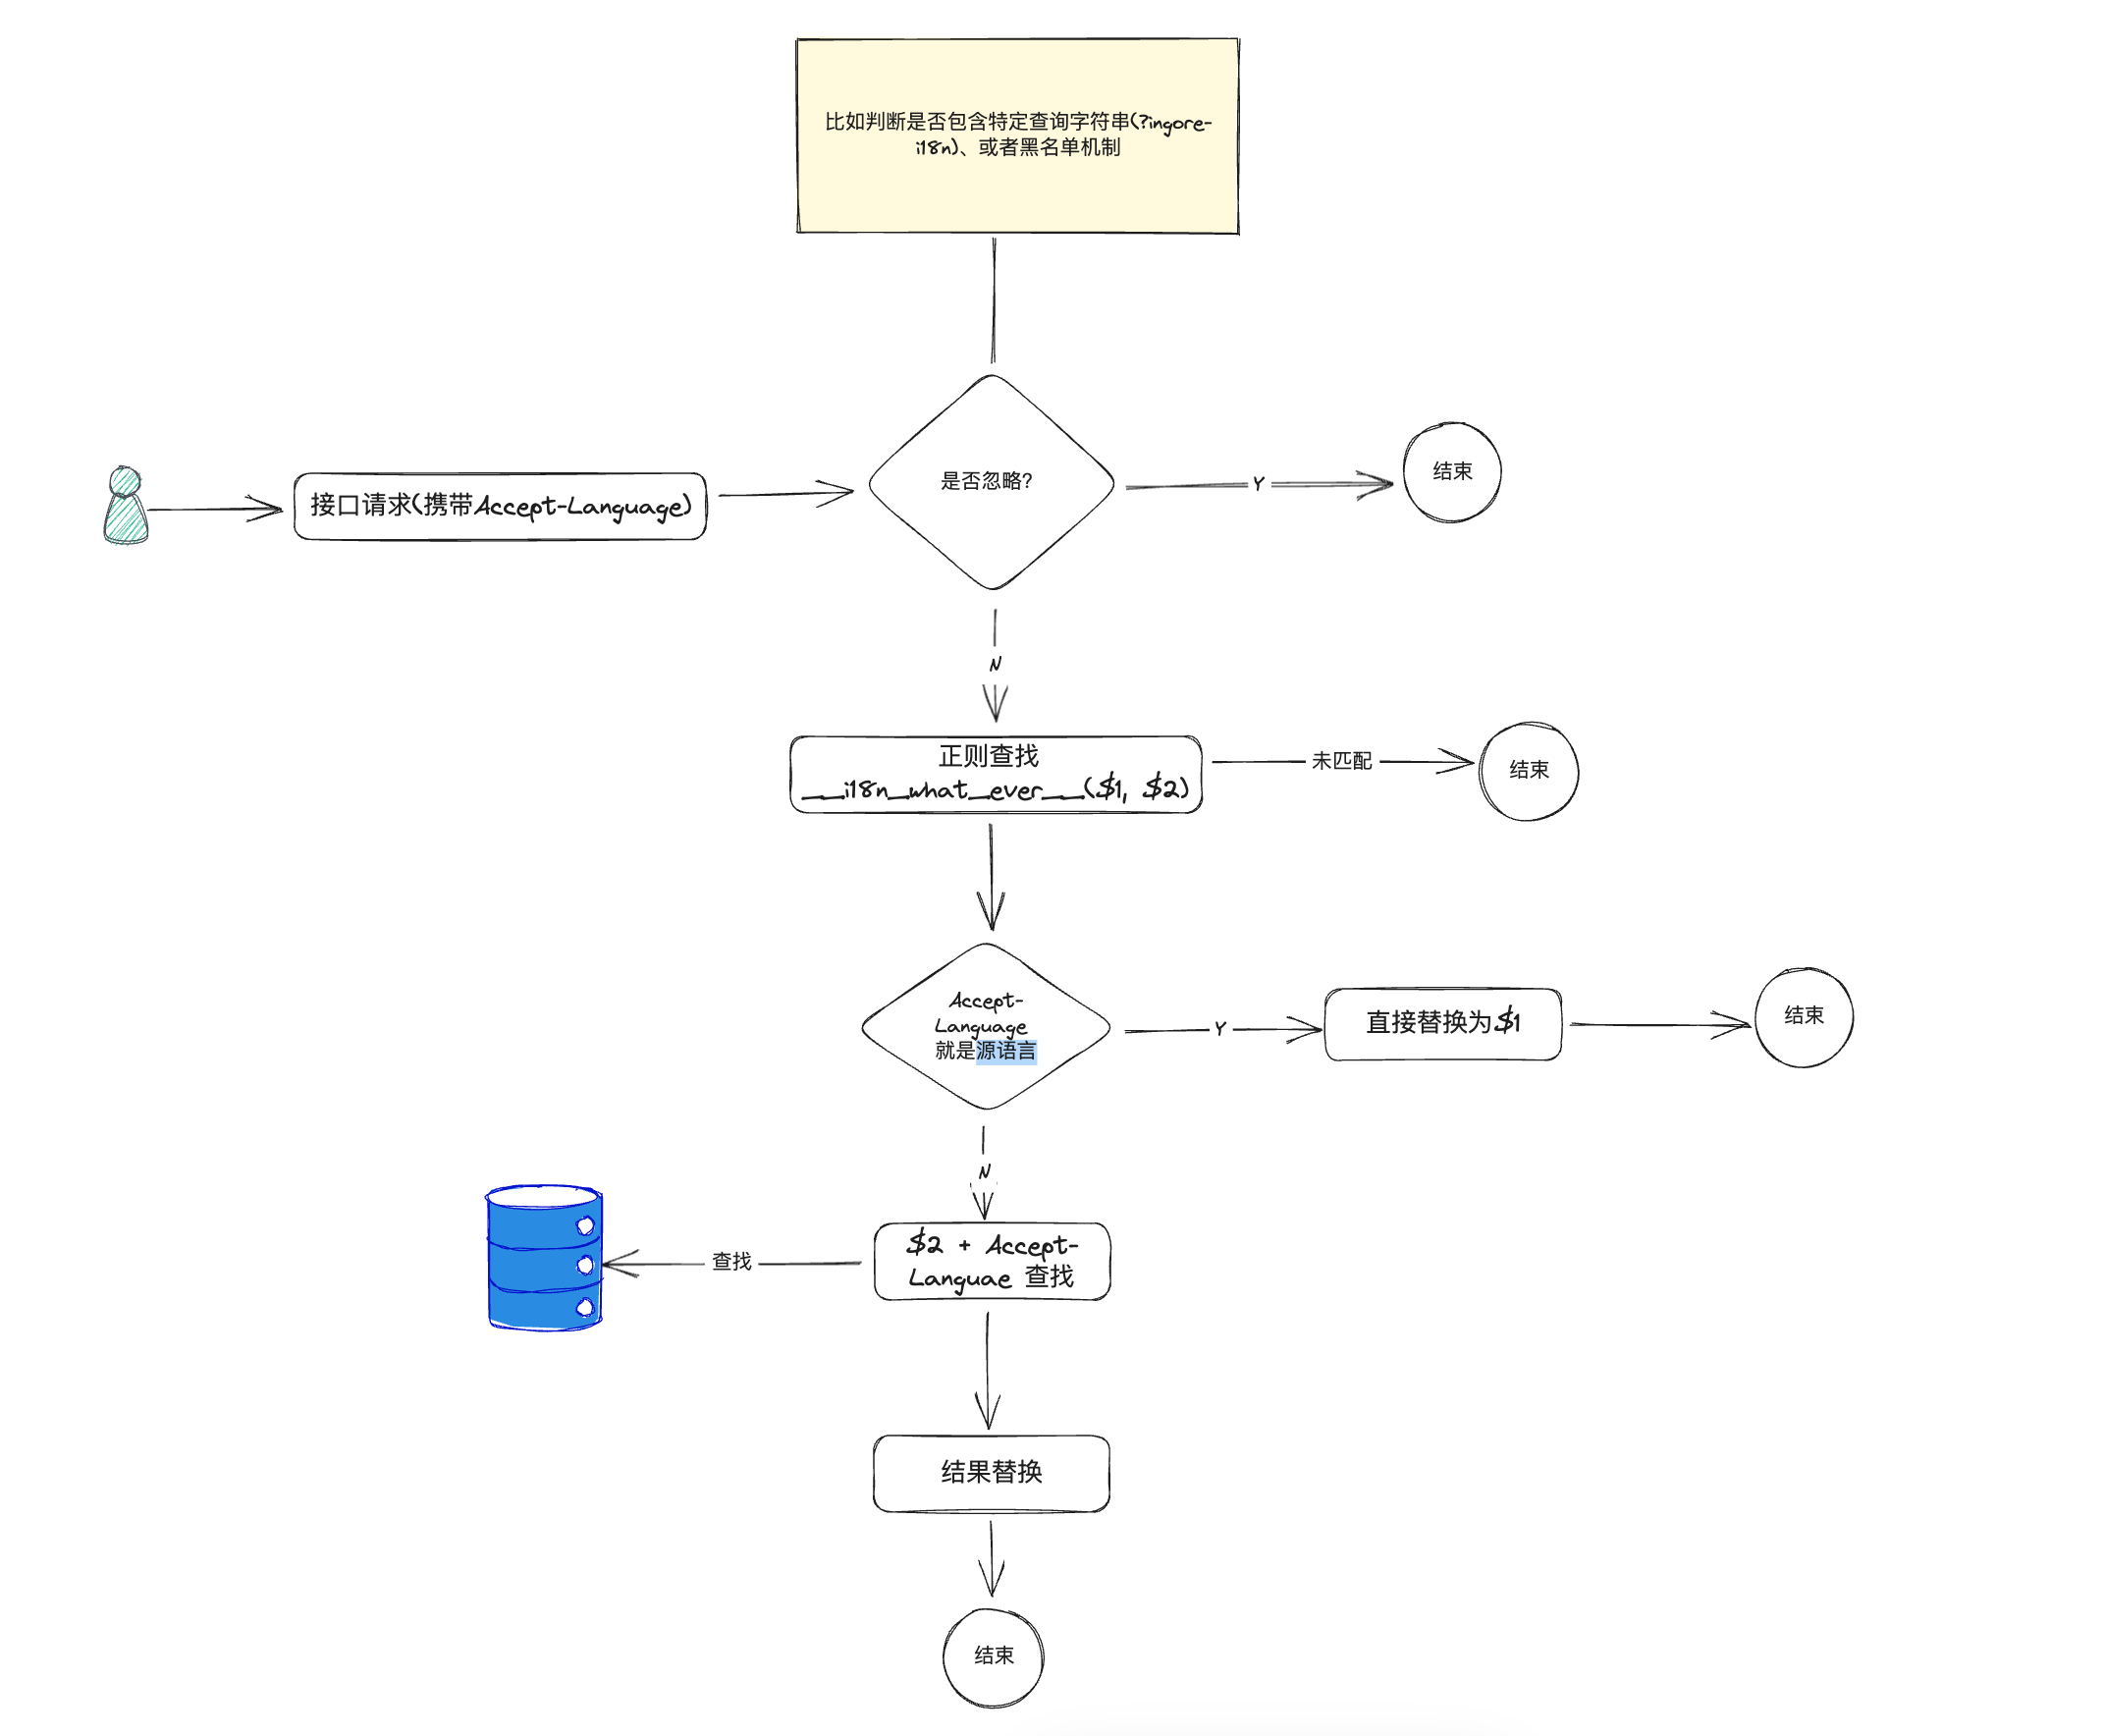 比如判断是否包含特定查询字符串(?ingore-
i18n)、或者黑名单机制
接口请求(携带Accept-Language)
是否忽略?
Y
结束
N
正则查找
__i18n_what_ever__($1, $2)
未匹配
结束
Accept-
Language
就是源语言
Y
直接替换为$1
结束
N
$2 + Accept-
Languae 查找
查找
结果替换
结束